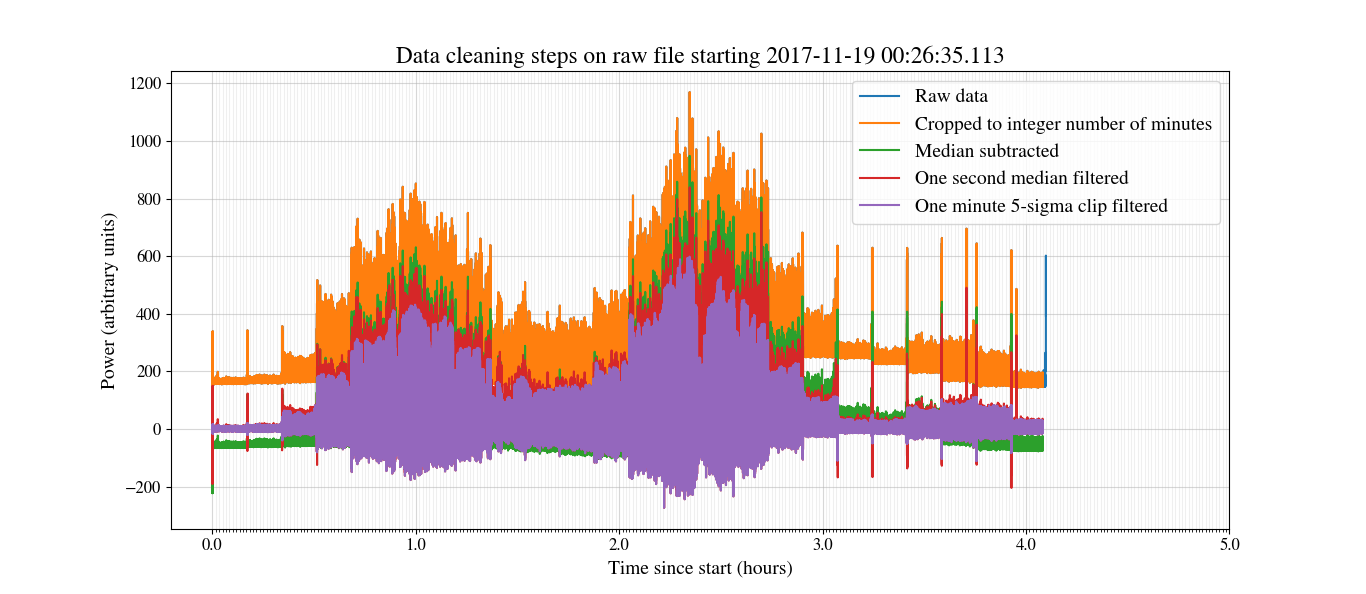 Data cleaning steps on raw file starting 2017-11-19 00:26:35.113
1200
1000
800
600
400
200
0
−200
Power (arbitrary units)
Raw data
Cropped to integer number of minutes
Median subtracted
One second median filtered
One minute 5-sigma clip filtered
0.0 1.0 2.0 3.0 4.0 5.0
Time since start (hours)